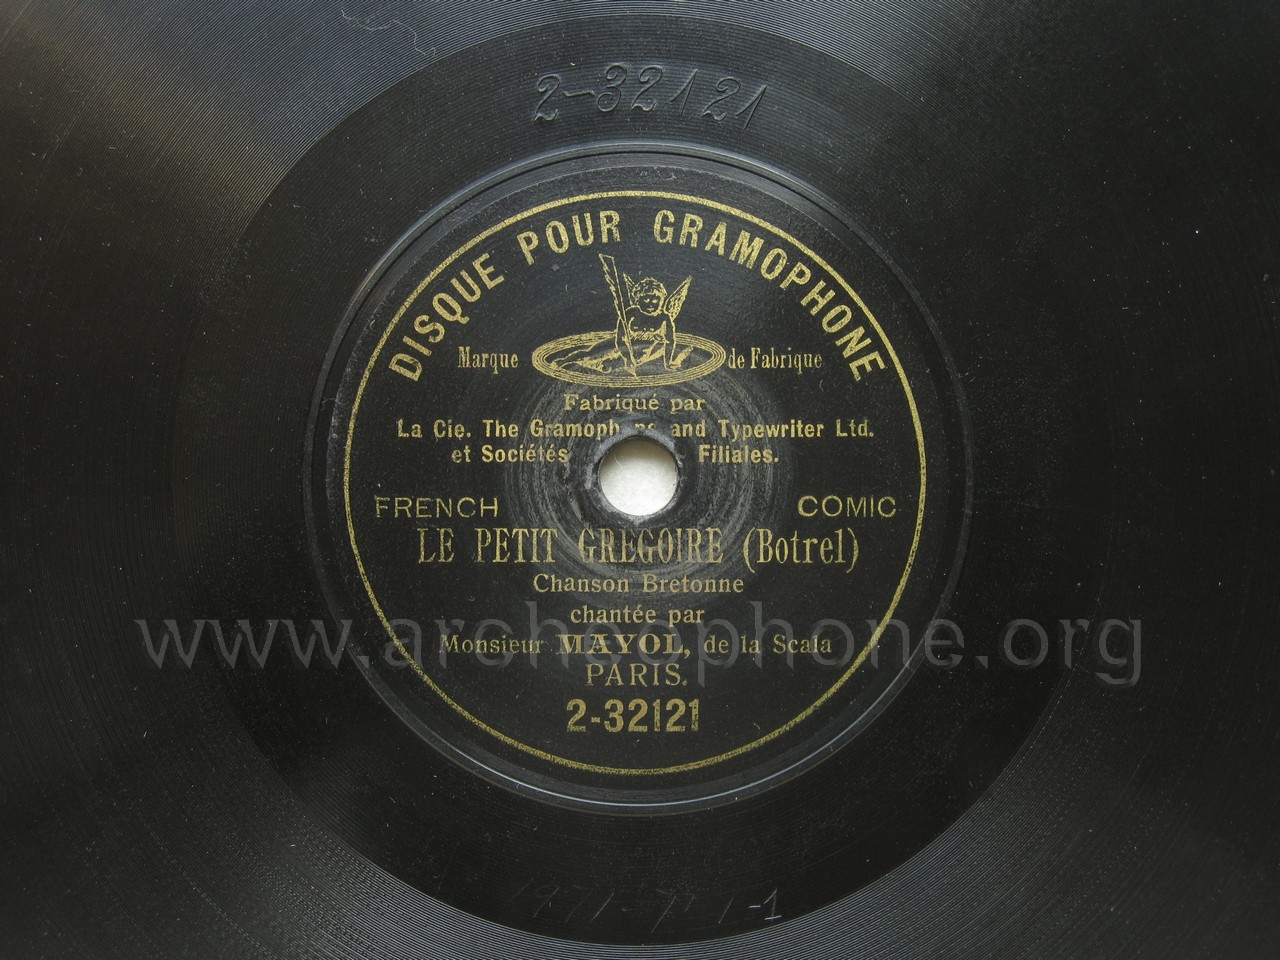 2-32121
DISQUE POUR GRAMOPHONE
Marque de Fabrique
Fabriqué par
La Cie. The Gramoph ne and Typewriter Ltd.
et Sociétés Filiales.
FRENCH COMIC
LE PETIT GREGOIRE (Botrel)
Chanson Bretonne
chantée par
www.archeophone.org
Monsieur MAYOL, de la Scala
PARIS.
2-32121